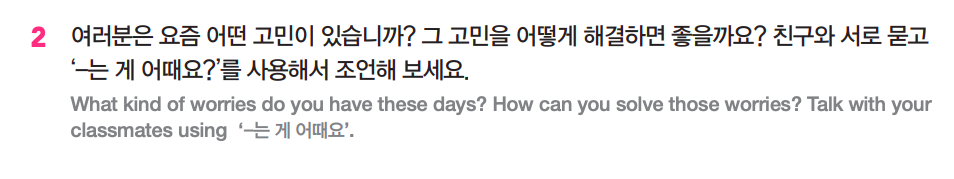 2 여러분은 요즘 어떤 고민이 있습니까? 그 고민을 어떻게 해결하면 좋을까요? 친구와 서로 묻고
‘–는 게 어때요?’를 사용해서 조언해 보세요.
What kind of worries do you have these days? How can you solve those worries? Talk with your
classmates using ‘–는 게 어때요’.